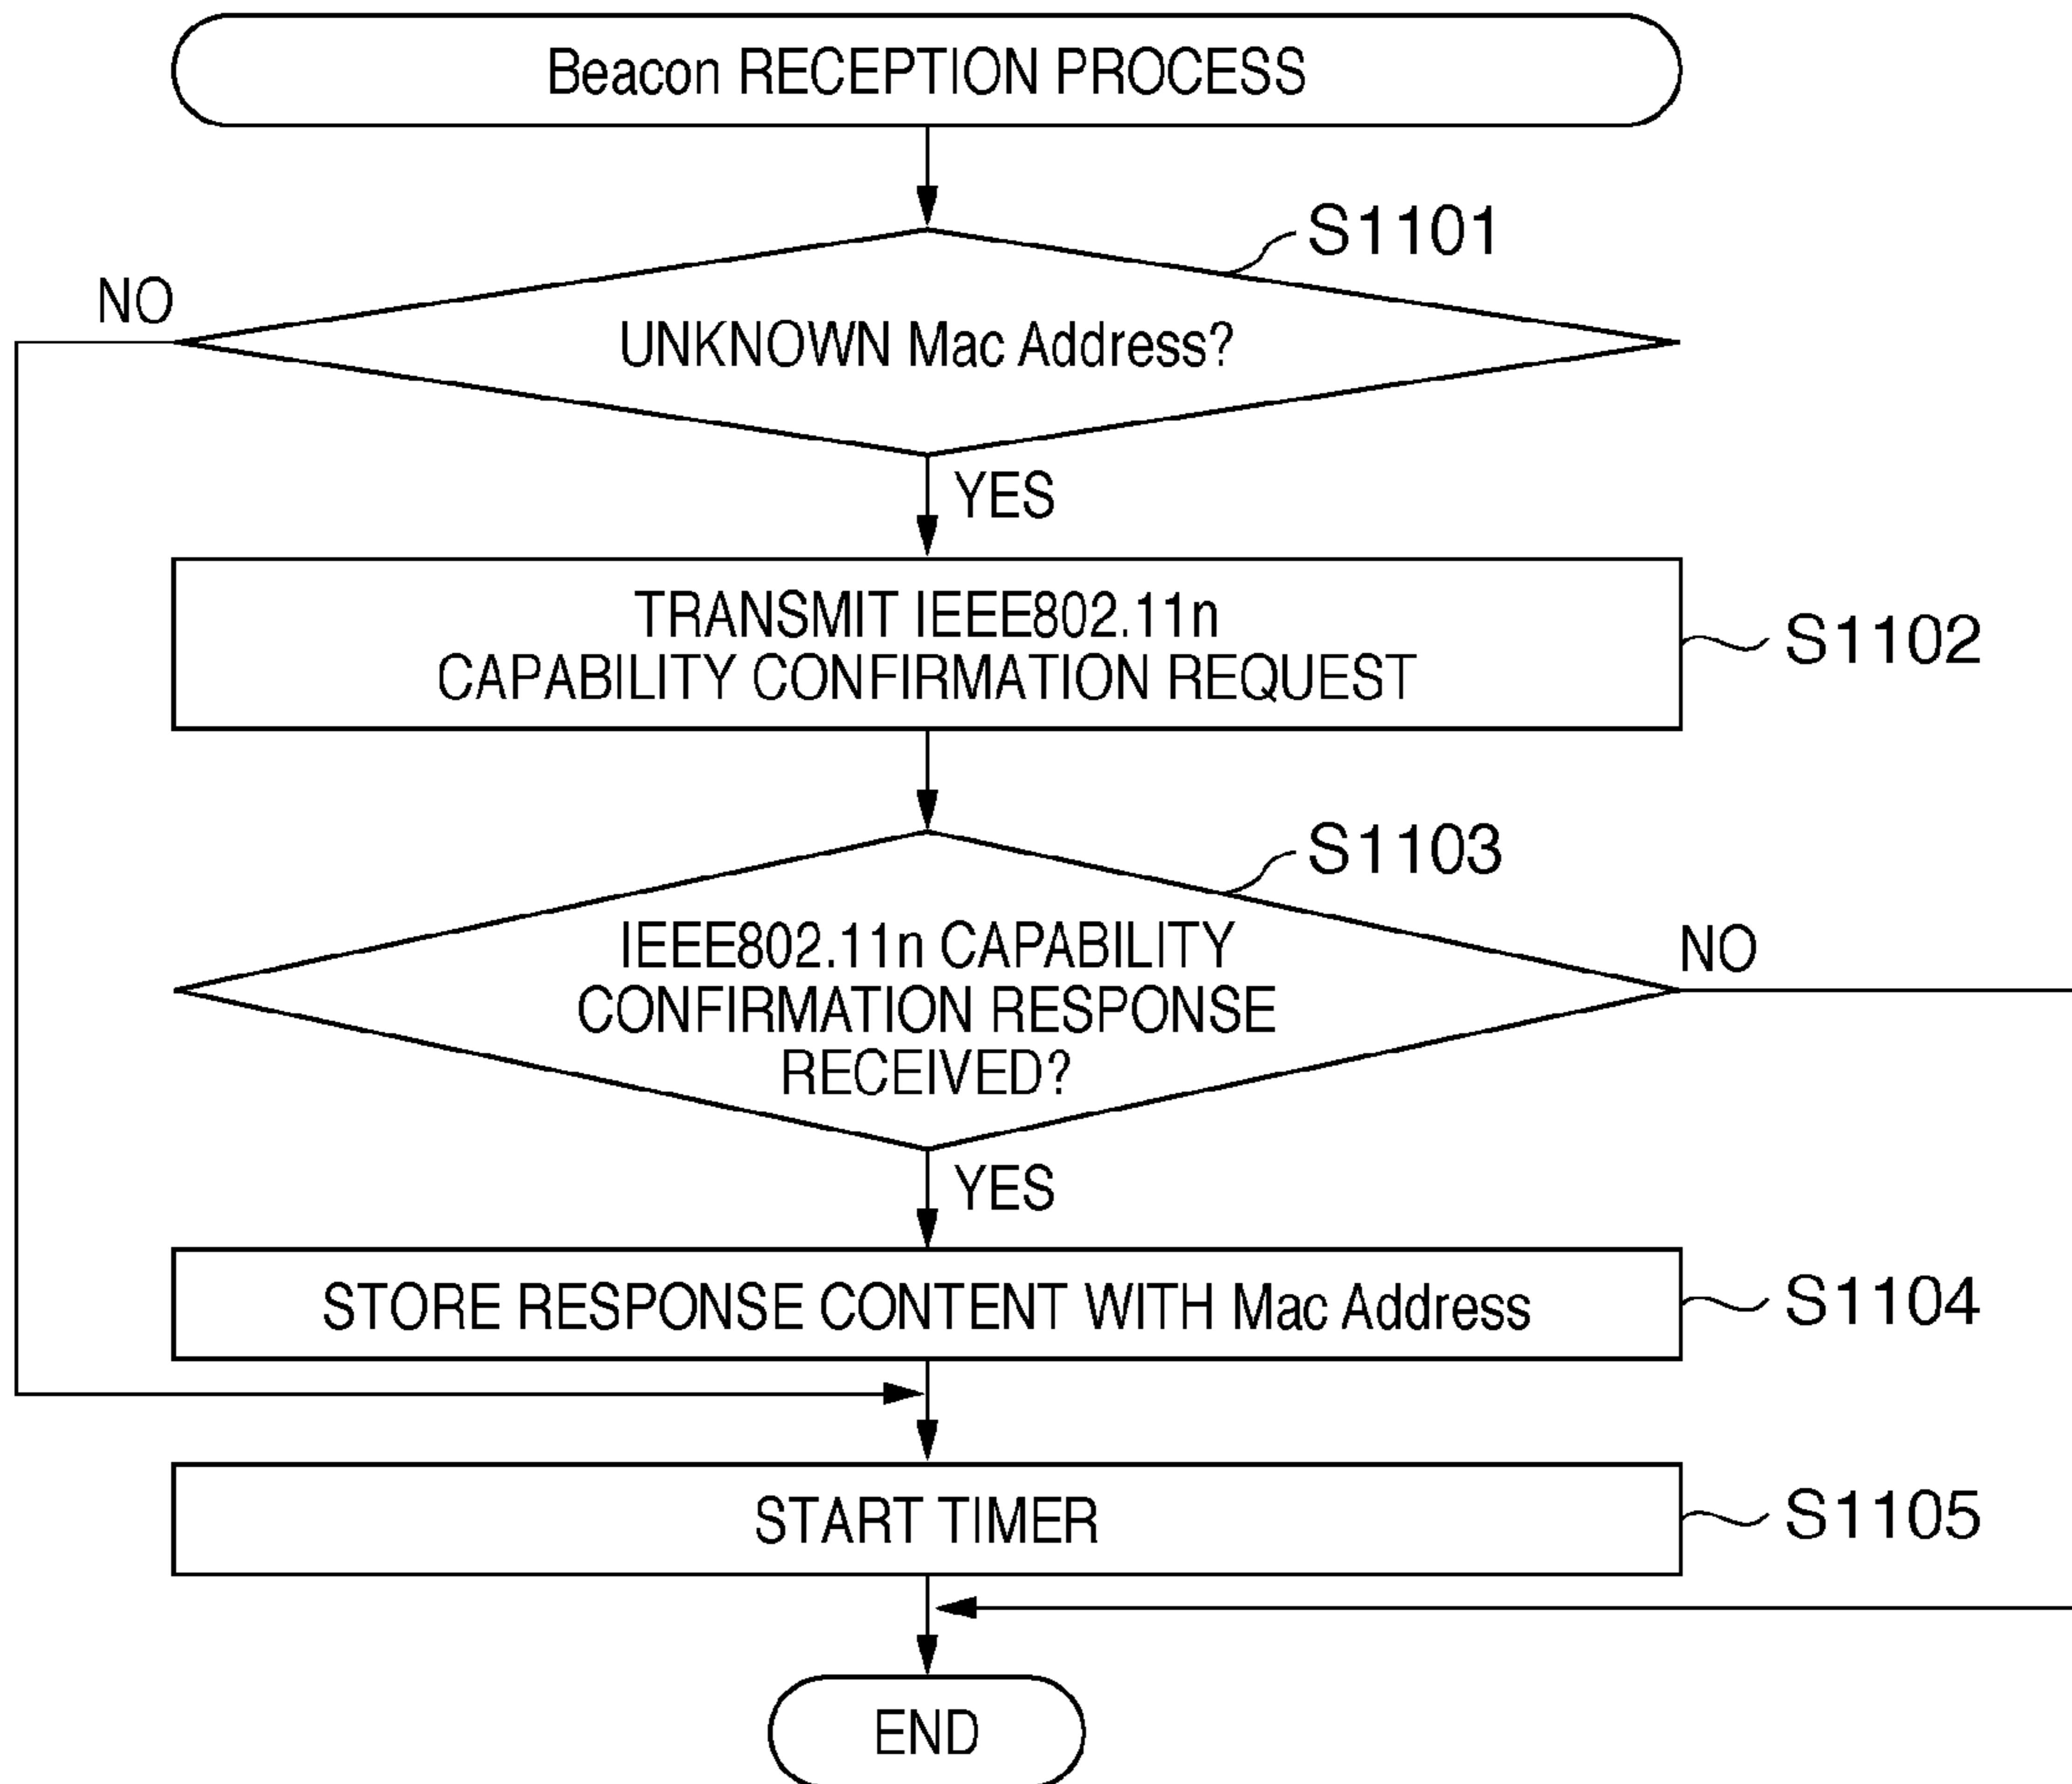 Beacon RECEPTION PROCESS
S1101
NO
UNKNOWN Mac Address?
YES
TRANSMIT IEEE802.11n
CAPABILITY CONFIRMATION REQUEST
S1102
S1103
IEEE802.11n CAPABILITY
CONFIRMATION RESPONSE
RECEIVED?
NO
YES
STORE RESPONSE CONTENT WITH Mac Address
S1104
START TIMER
S1105
END